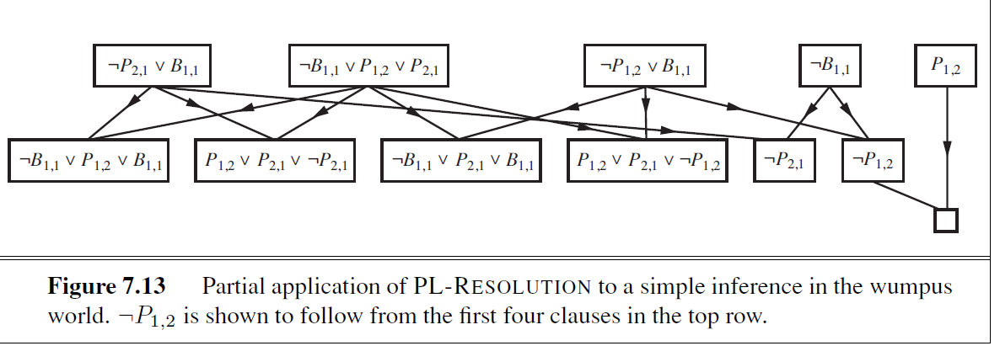 ¬P2,1 ∨ B1,1 ¬B1,1 ∨ P1,2 ∨ P2,1 ¬P1,2 ∨ B1,1 ¬B1,1 P1,2
¬B1,1 ∨ P1,2 ∨ B1,1 P1,2 ∨ P2,1 ∨ ¬P2,1 ¬B1,1 ∨ P2,1 ∨ B1,1 P1,2 ∨ P2,1 ∨ ¬P1,2 ¬P2,1 ¬P1,2
Figure 7.13 Partial application of PL-RESOLUTION to a simple inference in the wumpus
world. ¬P1,2 is shown to follow from the first four clauses in the top row.